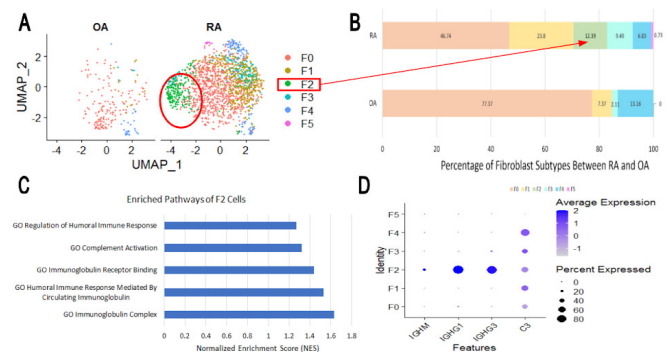 A
OA
RA
UMAP_2
2
0
-2
-4
-2
0
2
-4
-2
0
2
UMAP_1
F0
F1
F2
F3
F4
F5
B
RA
46.74
23.8
12.39
9.49
6.85
0.73
OA
77.37
7.37
13.16
0
0
20
40
60
80
100
Percentage of Fibroblast Subtypes Between RA and OA
F0 F1 F2 F3 F4 F5
C
Enriched Pathways of F2 Cells
GO Regulation of Humoral Immune Response
GO Complement Activation
GO Immunoglobulin Receptor Binding
GO Humoral Immune Response Mediated By
Circulating Immunoglobulin
GO Immunoglobulin Complex
0 0.2 0.4 0.6 0.8 1 1.2 1.4 1.6 1.8
Normalized Enrichment Score (NES)
D
Identity
F5
F4
F3
F2
F1
F0
IGHM
IGHG1
IGHG3
C3
Features
Average Expression
2
1
0
-1
Percent Expressed
0
20
40
60
80